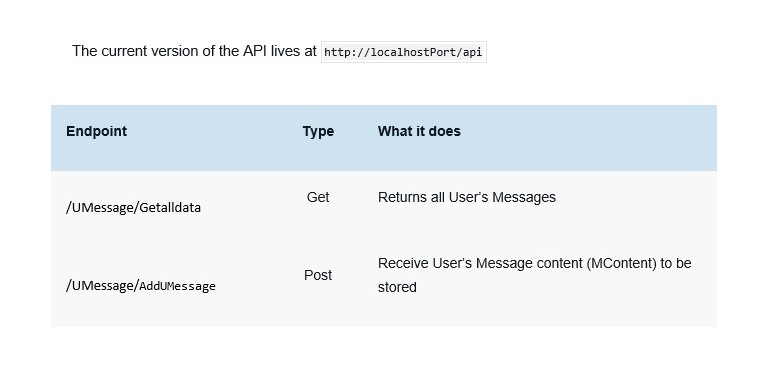 The current version of the API lives at http://localhostPort/api
Endpoint Type What it does
/UMessage/Getalldata Get Returns all User's Messages
/UMessage/AddUMessage Post Receive User's Message content (MContent) to be
stored